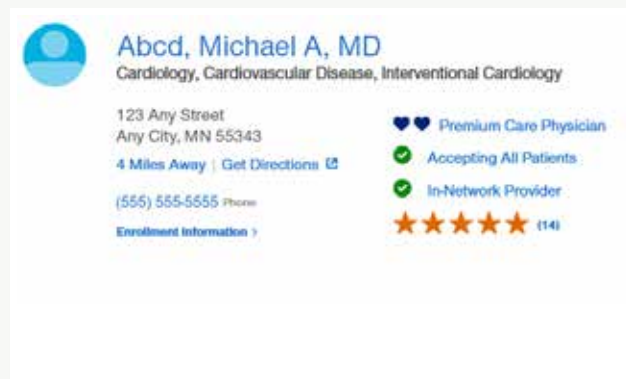 Abcd, Michael A, MD
Cardiology, Cardiovascular Disease, Interventional Cardiology
123 Any Street
Any City, MN 55343
4 Miles Away | Get Directions
(555) 555-5555 Phone
Enrollment Information >
Premium Care Physician
Accepting All Patients
In-Network Provider
(14)